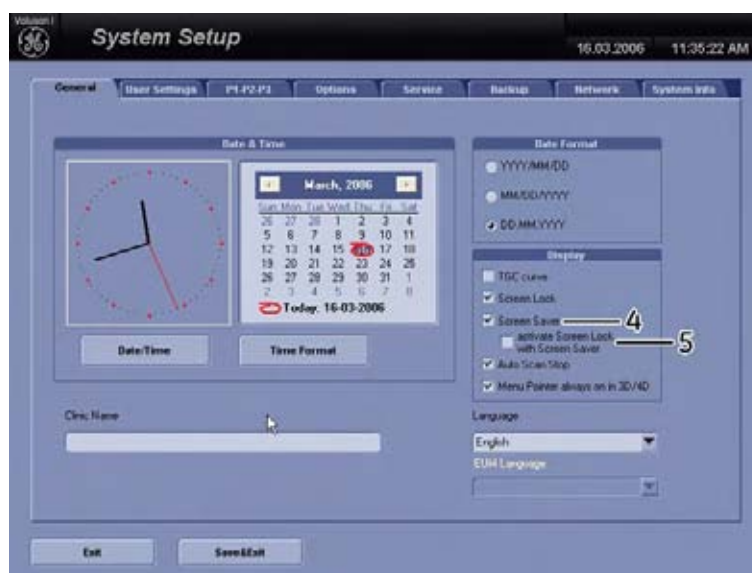 Voluson i
System Setup
16.03.2006 11:35:22 AM
General User Settings P1-P2-P3 Options Service Backup Network System Info
Date & Time
March, 2006
Sun Mon Tue Wed Thu Fri Sat
26 27 28 1 2 3 4
5 6 7 8 9 10 11
12 13 14 15 16 17 18
19 20 21 22 23 24 25
26 27 28 29 30 31 1
2 3 4 5 6 7 8
Today: 16-03-2006
Date/Time Time Format
Date Format
YYYY/MM/DD
MM/DD/YYYY
DD.MM.YYYY
Display
TGC curve
Screen Lock
Screen Saver 4
activate Screen Lock
with Screen Saver 5
Auto Scan Stop
Menu Pointer always on in 3D/4D
Clinic Name
Language
English
EUM Language
Exit Save&Exit